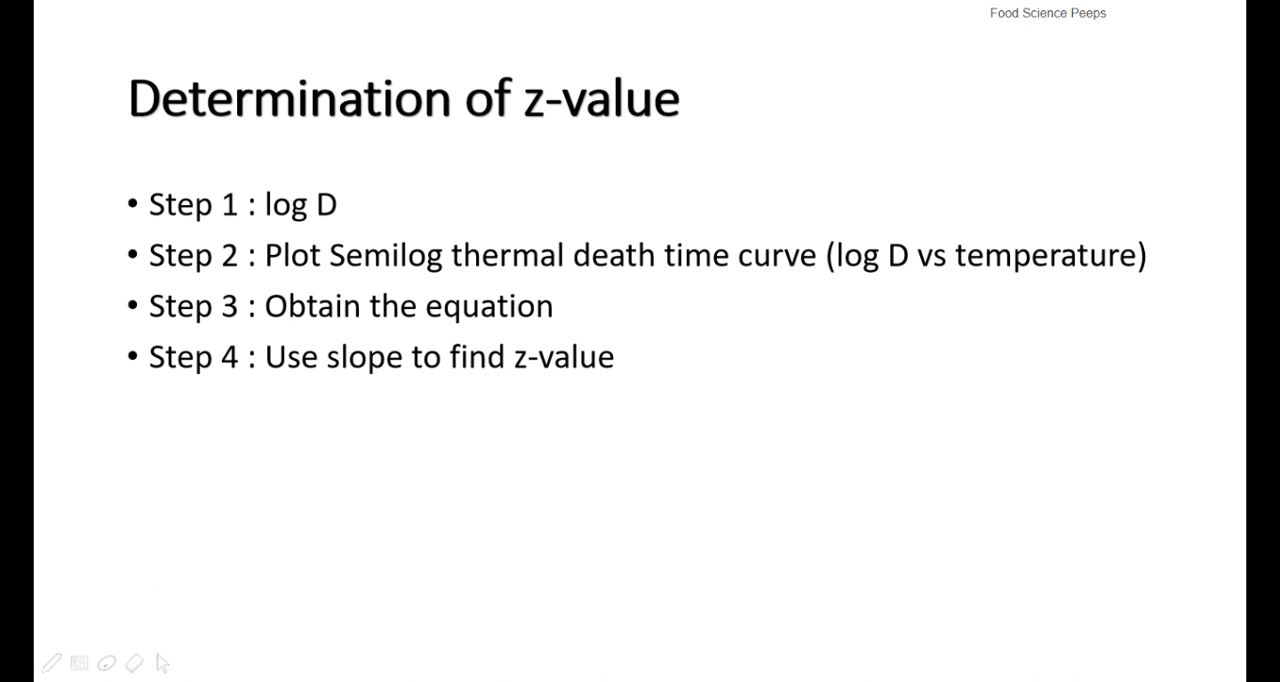 Food Science Peeps
Determination of z-value
• Step 1 : log D
• Step 2 : Plot Semilog thermal death time curve (log D vs temperature)
• Step 3 : Obtain the equation
• Step 4 : Use slope to find z-value